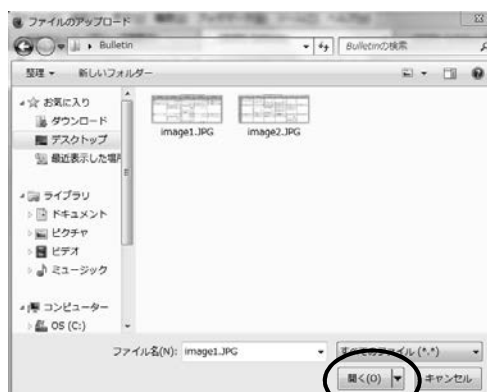 ファイルのアップロード
Bulletin
Bulletinの検索
整理
新しいフォルダー
お気に入り
ダウンロード
デスクトップ
最近表示した場所
image1.JPG
image2.JPG
ライブラリ
ドキュメント
ピクチャ
ビデオ
ミュージック
コンピューター
OS (C:)
ファイル名(N): image1.JPG
すべてのファイル (*.*)
開く(O)
キャンセル